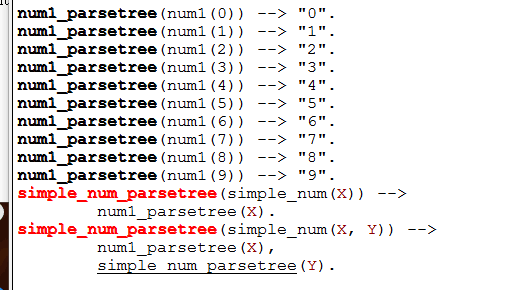 num1_parsetree(num1(0)) --> "0".
num1_parsetree(num1(1)) --> "1".
num1_parsetree(num1(2)) --> "2".
num1_parsetree(num1(3)) --> "3".
num1_parsetree(num1(4)) --> "4".
num1_parsetree(num1(5)) --> "5".
num1_parsetree(num1(6)) --> "6".
num1_parsetree(num1(7)) --> "7".
num1_parsetree(num1(8)) --> "8".
num1_parsetree(num1(9)) --> "9".
simple_num_parsetree(simple_num(X)) -->
        num1_parsetree(X).
simple_num_parsetree(simple_num(X, Y)) -->
        num1_parsetree(X),
        simple_num_parsetree(Y).